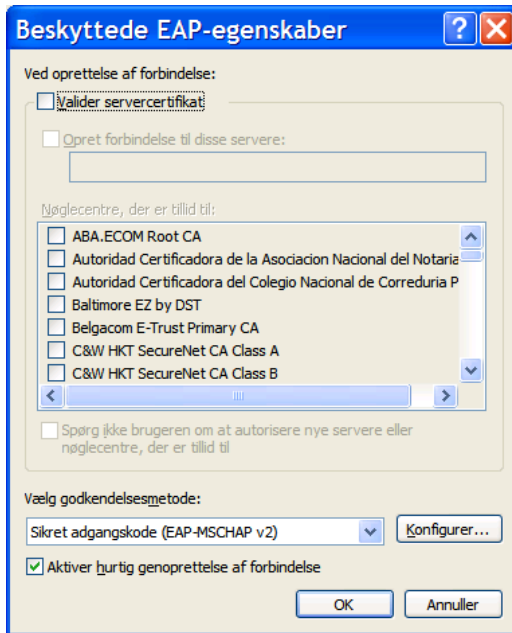 Beskyttede EAP-egenskaber
Ved oprettelse af forbindelse:
Valider servercertifikat
Opret forbindelse til disse servere:
Nøglecentre, der er tillid til:
ABA.ECOM Root CA
Autoridad Certificadora de la Asociacion Nacional del Notaria
Autoridad Certificadora del Colegio Nacional de Correduria P
Baltimore EZ by DST
Belgacom E-Trust Primary CA
C&W HKT SecureNet CA Class A
C&W HKT SecureNet CA Class B
Spørg ikke brugeren om at autorisere nye servere eller
nøglecentre, der er tillid til
Vælg godkendelsesmetode:
Sikret adgangskode (EAP-MSCHAP v2)
Konfigurer...
Aktiver hurtig genoprettelse af forbindelse
OK
Annuller